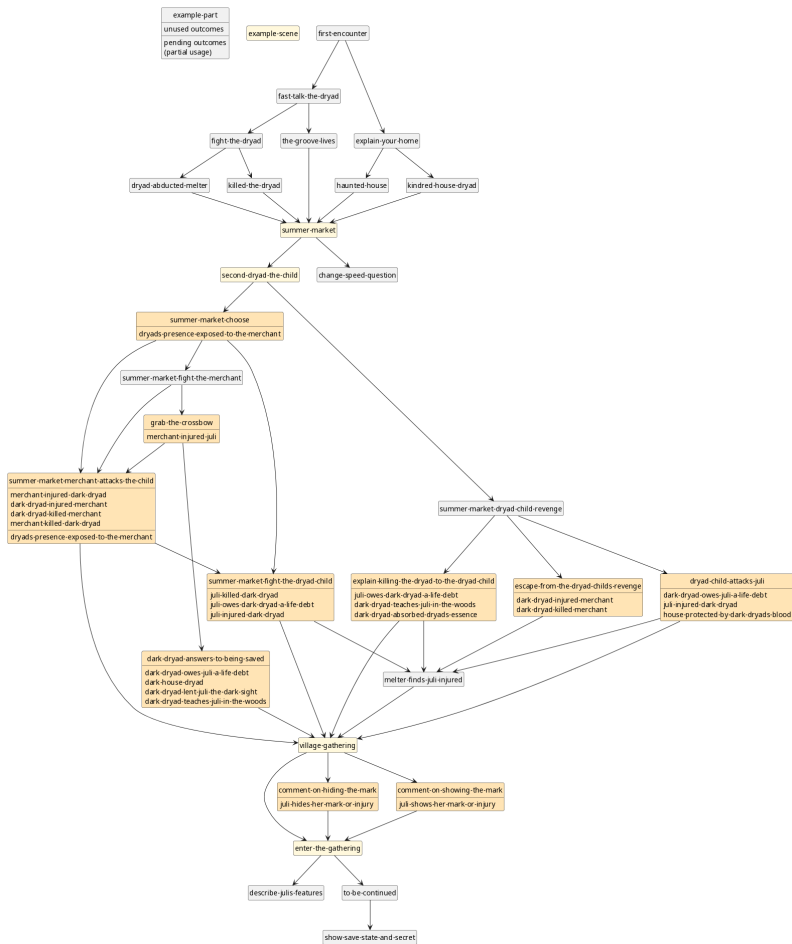 example-part
unused outcomes
pending outcomes
(partial usage)
example-scene
first-encounter
fast-talk-the-dryad
fight-the-dryad
the-groove-lives
explain-your-home
dryad-abducted-melter
killed-the-dryad
haunted-house
kindred-house-dryad
summer-market
second-dryad-the-child
change-speed-question
summer-market-choose
dryads-presence-exposed-to-the-merchant
summer-market-fight-the-merchant
grab-the-crossbow
merchant-injured-juli
summer-market-merchant-attacks-the-child
merchant-injured-dark-dryad
dark-dryad-injured-merchant
dark-dryad-killed-merchant
merchant-killed-dark-dryad
dryads-presence-exposed-to-the-merchant
summer-market-dryad-child-revenge
summer-market-fight-the-dryad-child
juli-killed-dark-dryad
juli-owes-dark-dryad-a-life-debt
juli-injured-dark-dryad
explain-killing-the-dryad-to-the-dryad-child
juli-owes-dark-dryad-a-life-debt
dark-dryad-teaches-juli-in-the-woods
dark-dryad-absorbed-dryads-essence
escape-from-the-dryad-childs-revenge
dark-dryad-injured-merchant
dark-dryad-killed-merchant
dryad-child-attacks-juli
dark-dryad-owes-juli-a-life-debt
juli-injured-dark-dryad
house-protected-by-dark-dryads-blood
dark-dryad-answers-to-being-saved
dark-dryad-owes-juli-a-life-debt
dark-house-dryad
dark-dryad-lent-juli-the-dark-sight
dark-dryad-teaches-juli-in-the-woods
melter-finds-juli-injured
village-gathering
comment-on-hiding-the-mark
juli-hides-her-mark-or-injury
comment-on-showing-the-mark
juli-shows-her-mark-or-injury
enter-the-gathering
describe-julis-features
to-be-continued
show-save-state-and-secret